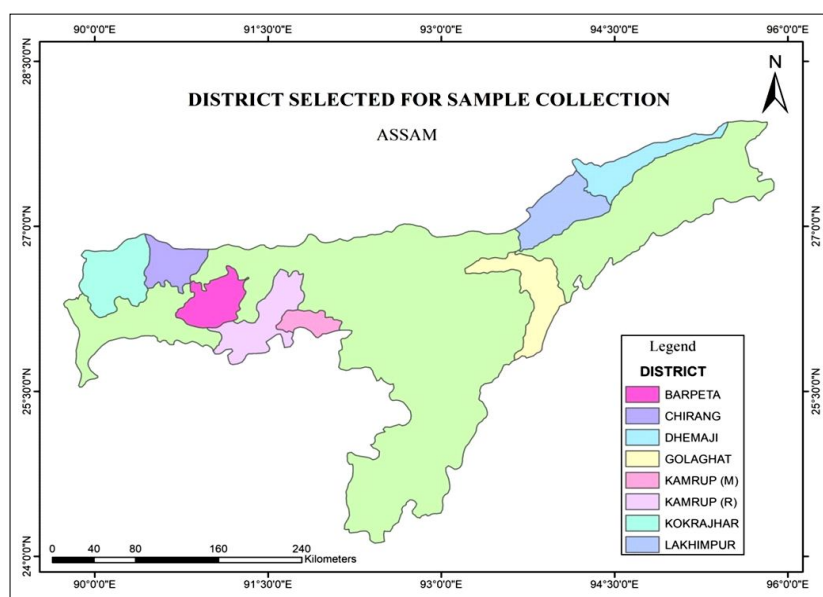 90°0'0"E 91°30'0"E 93°0'0"E 94°30'0"E 96°0'0"E
28°30'0"N
N
DISTRICT SELECTED FOR SAMPLE COLLECTION
ASSAM
27°0'0"N 27°0'0"N
25°30'0"N 25°30'0"N
Legend
DISTRICT
BARPETA
CHIRANG
DHEMAJI
GOLAGHAT
KAMRUP (M)
KAMRUP (R)
KOKRAJHAR
LAKHIMPUR
24°0'0"N 24°0'0"N
0 40 80 160 240
Kilometers
90°0'0"E 91°30'0"E 93°0'0"E 94°30'0"E 96°0'0"E